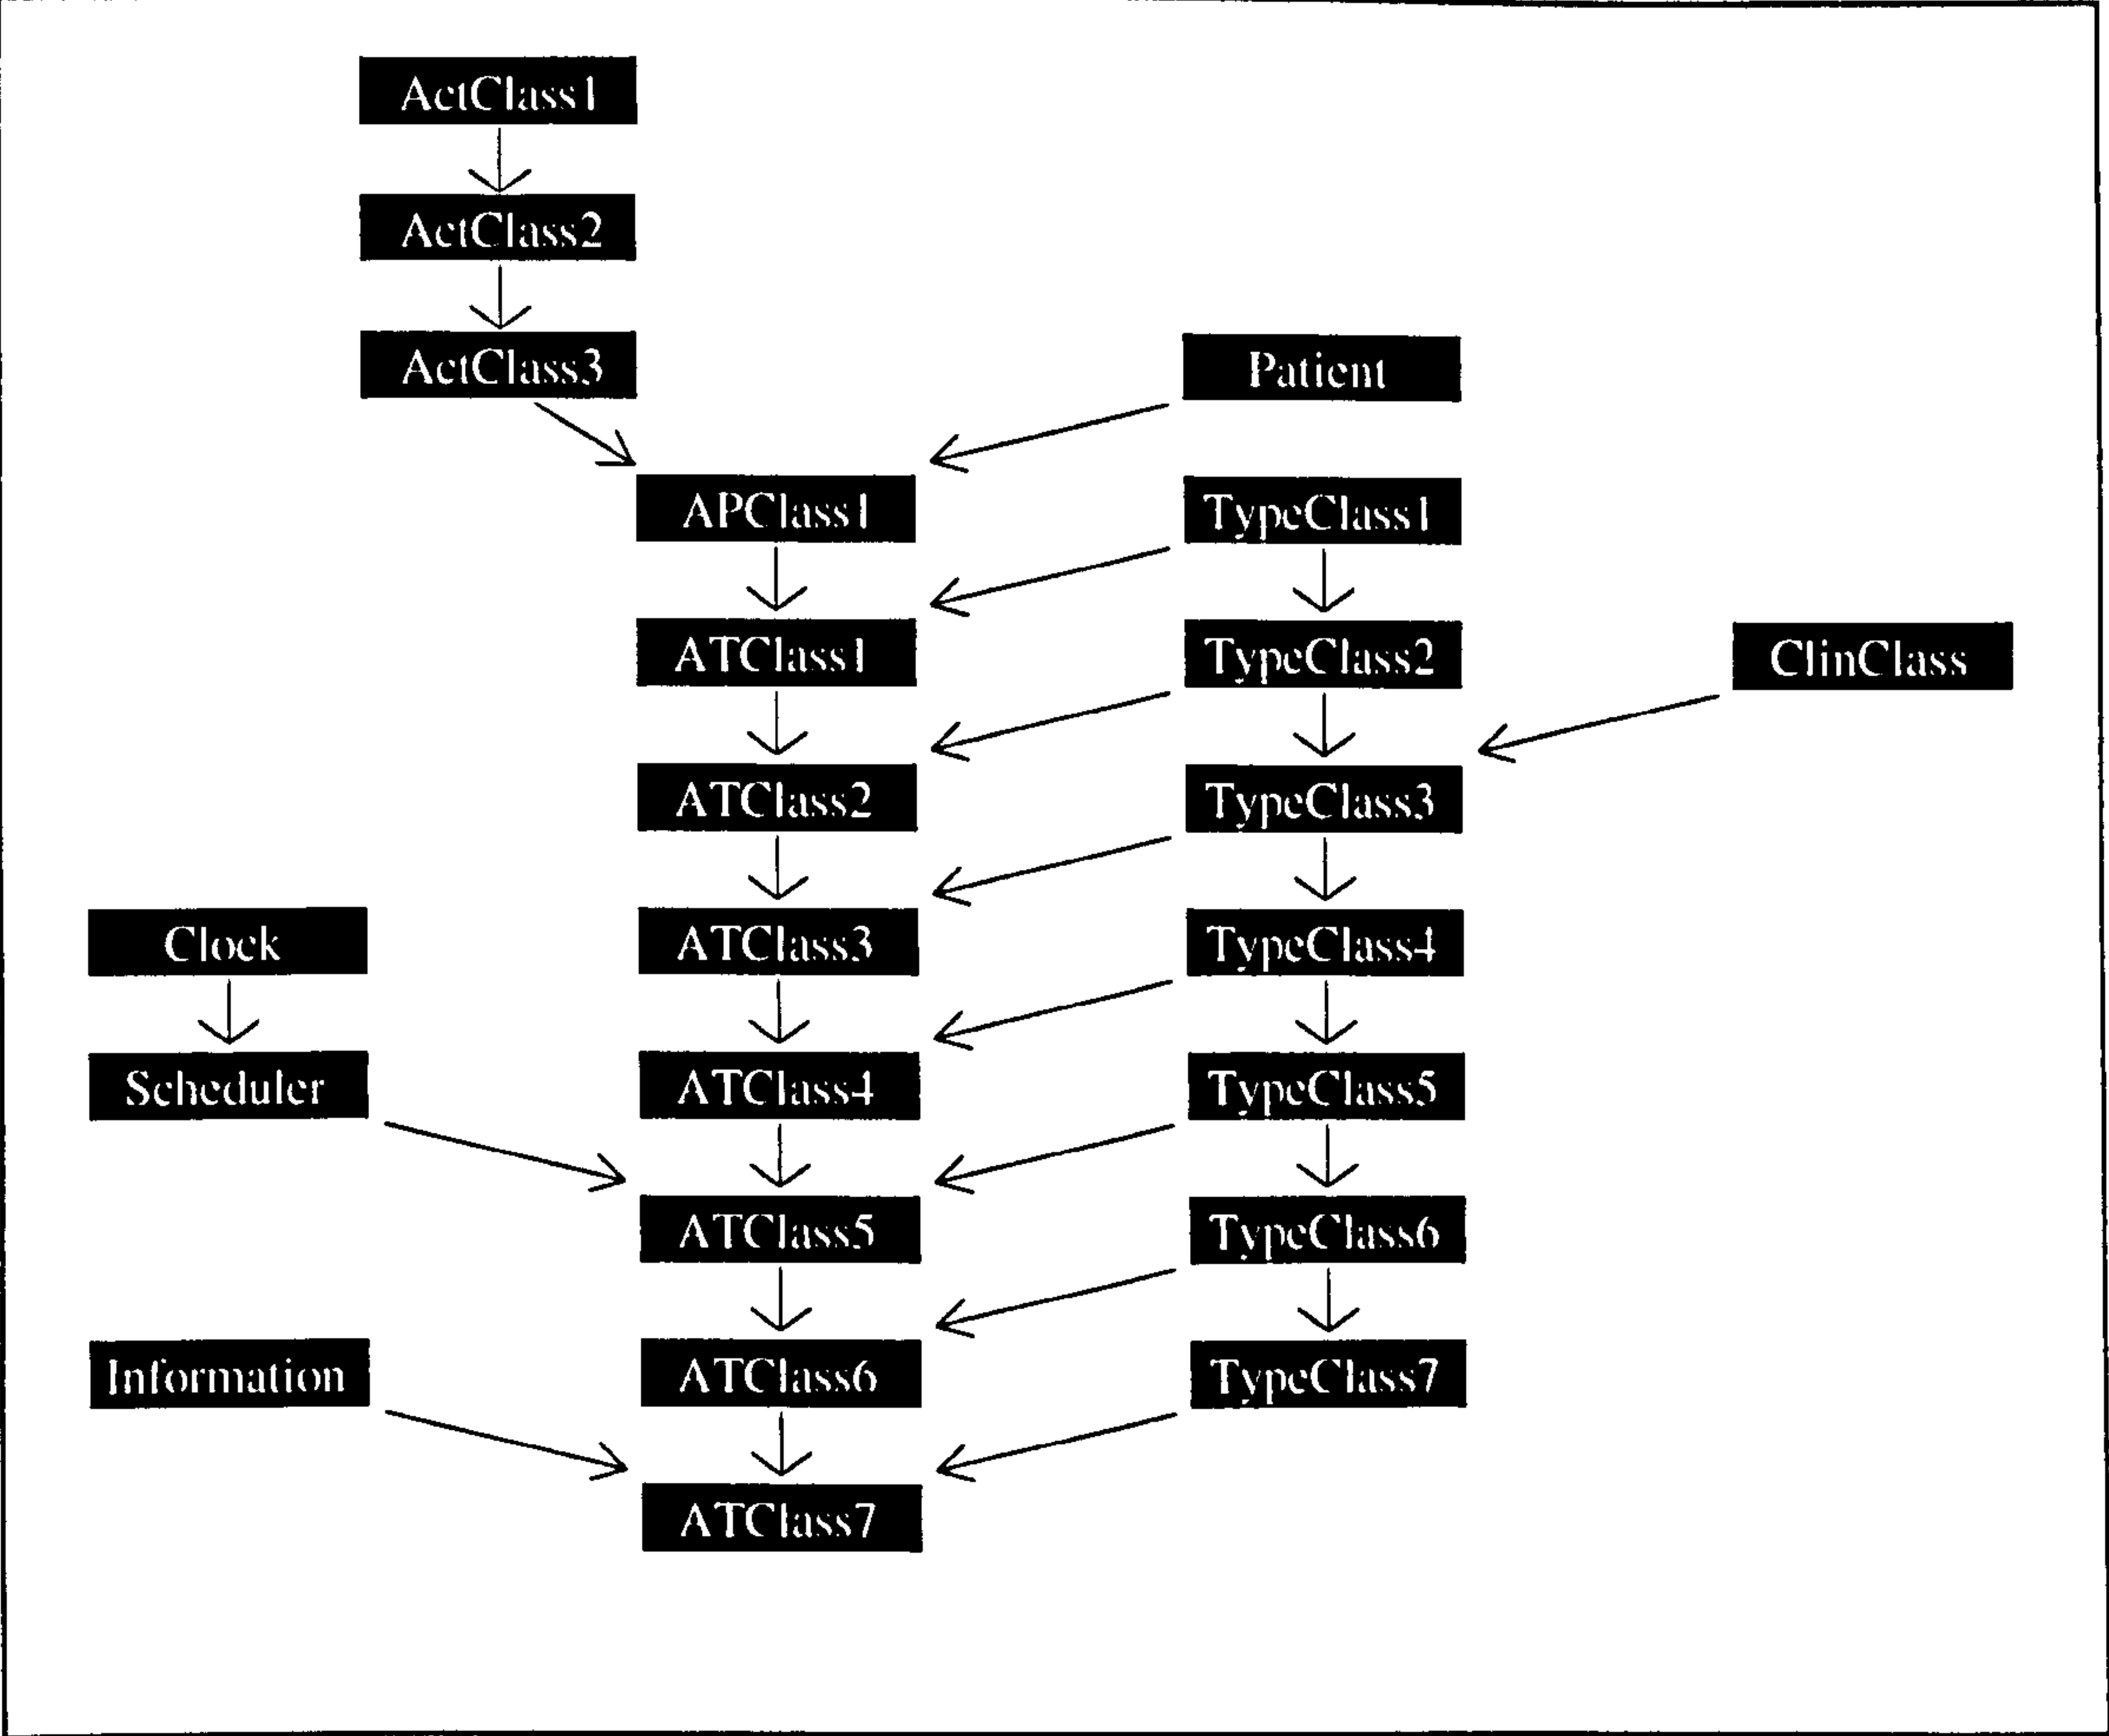 ActClass1
ActClass2
ActClass3
Patient
APClass1
TypeClass1
ATClass1
TypeClass2
ClinClass
ATClass2
TypeClass3
Clock
ATClass3
TypeClass4
Scheduler
ATClass4
TypeClass5
ATClass5
TypeClass6
Information
ATClass6
TypeClass7
ATClass7